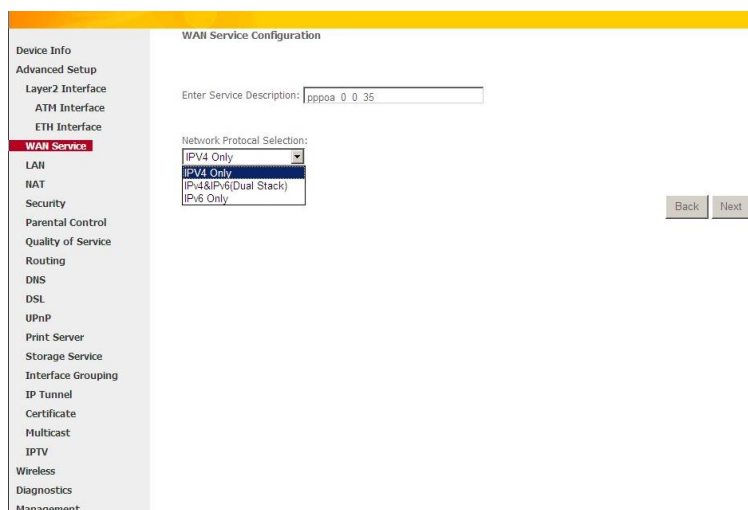 WAN Service Configuration
Device Info
Advanced Setup
Layer2 Interface
ATM Interface
ETH Interface
WAN Service
LAN
NAT
Security
Parental Control
Quality of Service
Routing
DNS
DSL
UPnP
Print Server
Storage Service
Interface Grouping
IP Tunnel
Certificate
Multicast
IPTV
Wireless
Diagnostics
Management
Enter Service Description: pppoa_0_0_35
Network Protocal Selection:
IPV4 Only
IPV4 Only
IPv4&IPv6(Dual Stack)
IPv6 Only
Back Next